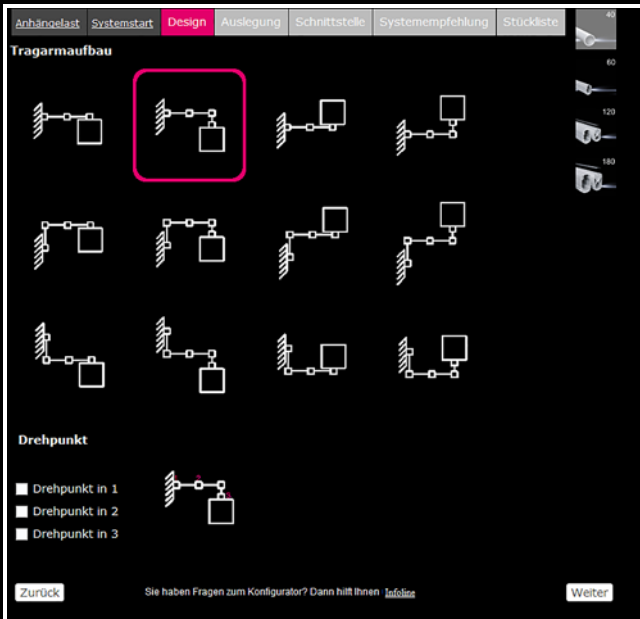 Anhängelast Systemstart Design Auslegung Schnittstelle Systemempfehlung Stückliste
40
Tragarmaufbau
60
120
180
Drehpunkt
Drehpunkt in 1
Drehpunkt in 2
Drehpunkt in 3
Zurück Sie haben Fragen zum Konfigurator? Dann hilft Ihnen Infoline Weiter